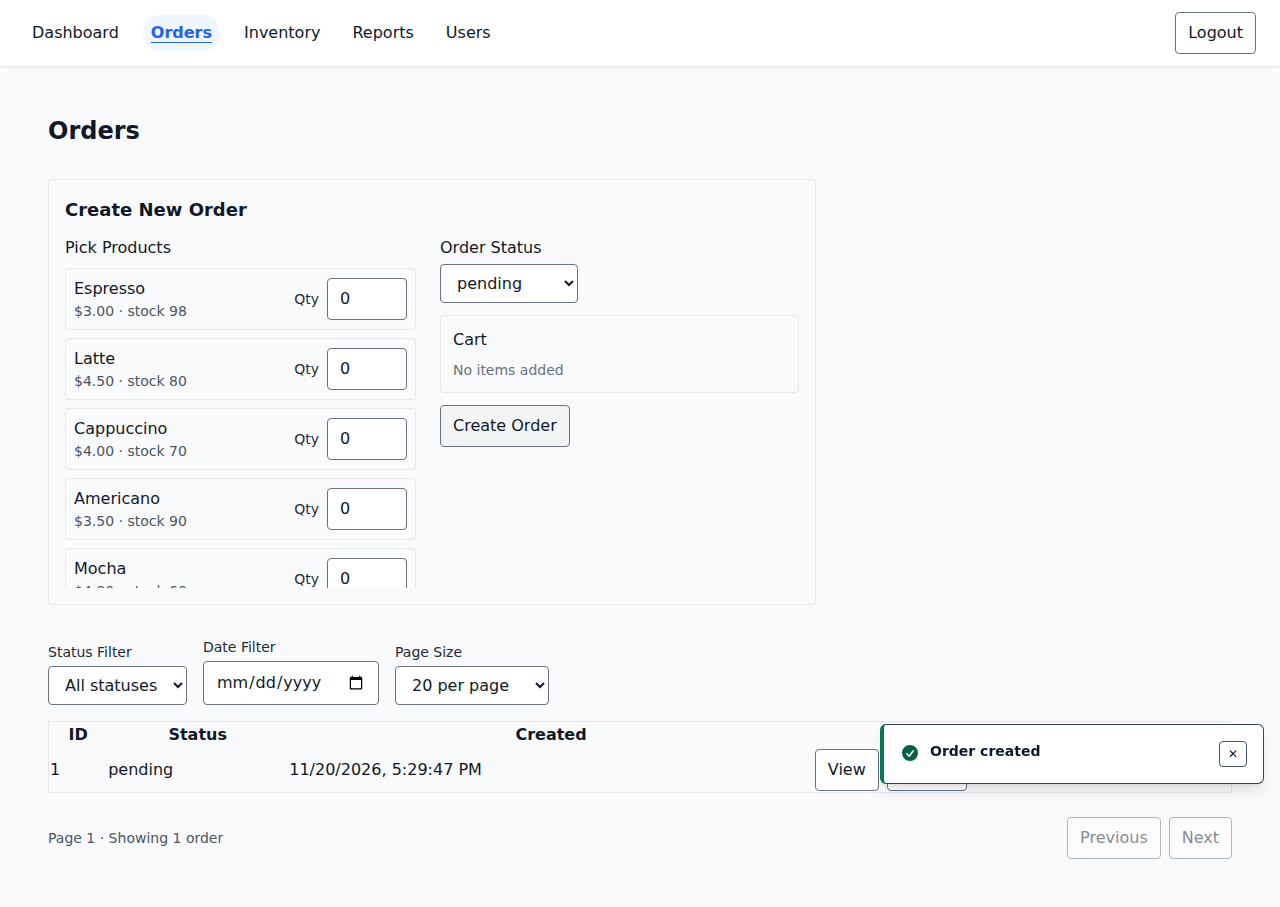 Dashboard Orders Inventory Reports Users Logout
Orders
Create New Order
Pick Products
Espresso
$3.00 · stock 98
Qty 0
Latte
$4.50 · stock 80
Qty 0
Cappuccino
$4.00 · stock 70
Qty 0
Americano
$3.50 · stock 90
Qty 0
Mocha
Qty 0
Order Status
pending
Cart
No items added
Create Order
Status Filter
All statuses
Date Filter
mm/dd/yyyy
Page Size
20 per page
ID Status Created
1 pending 11/20/2026, 5:29:47 PM View
Order created ×
Page 1 · Showing 1 order
Previous Next